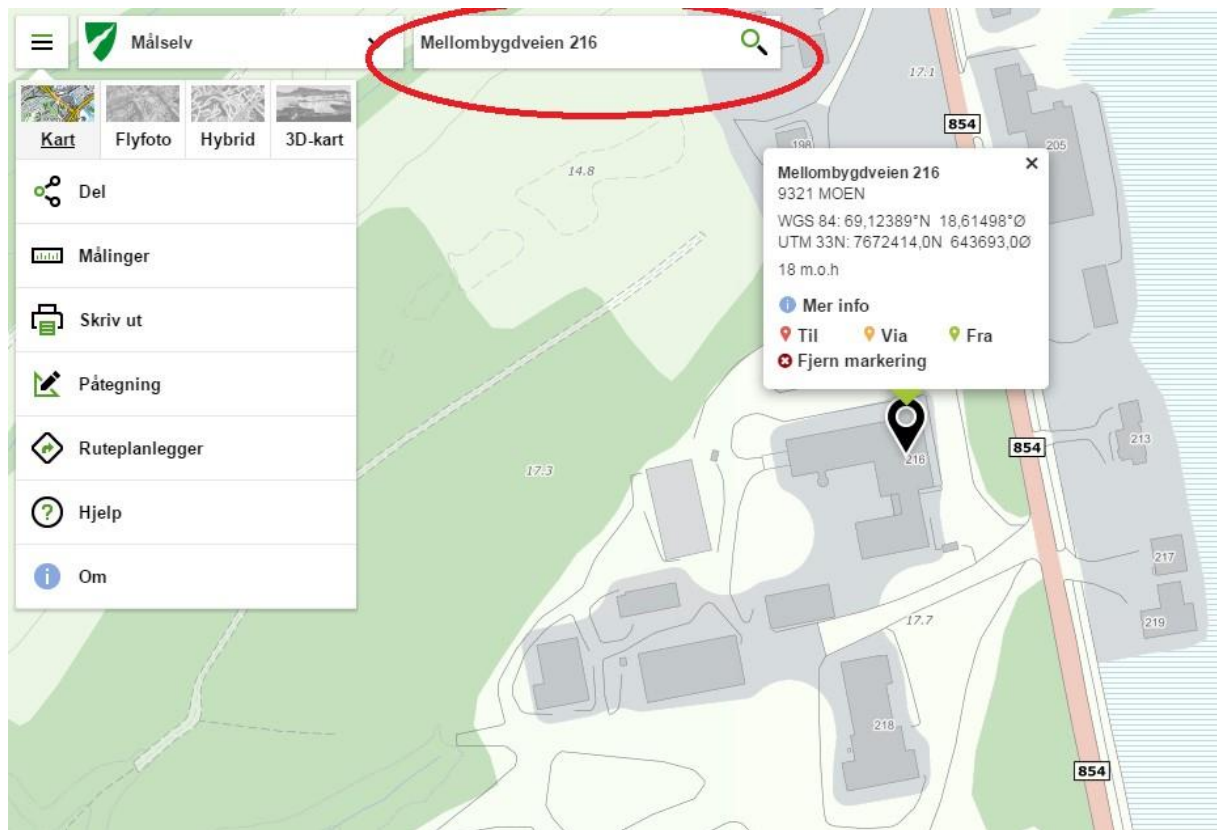 Målselv
Mellombygdveien 216
Kart
Flyfoto
Hybrid
3D-kart
Del
Målinger
Skriv ut
Påtegning
Ruteplanlegger
Hjelp
Om
17.1
854
198
205
14.8
Mellombygdveien 216
9321 MOEN
WGS 84: 69,12389°N 18,61498°Ø
UTM 33N: 7672414,0N 643693,0Ø
18 m.o.h
Mer info
Til Via Fra
Fjern markering
216
854
213
17.3
217
219
17.7
218
854